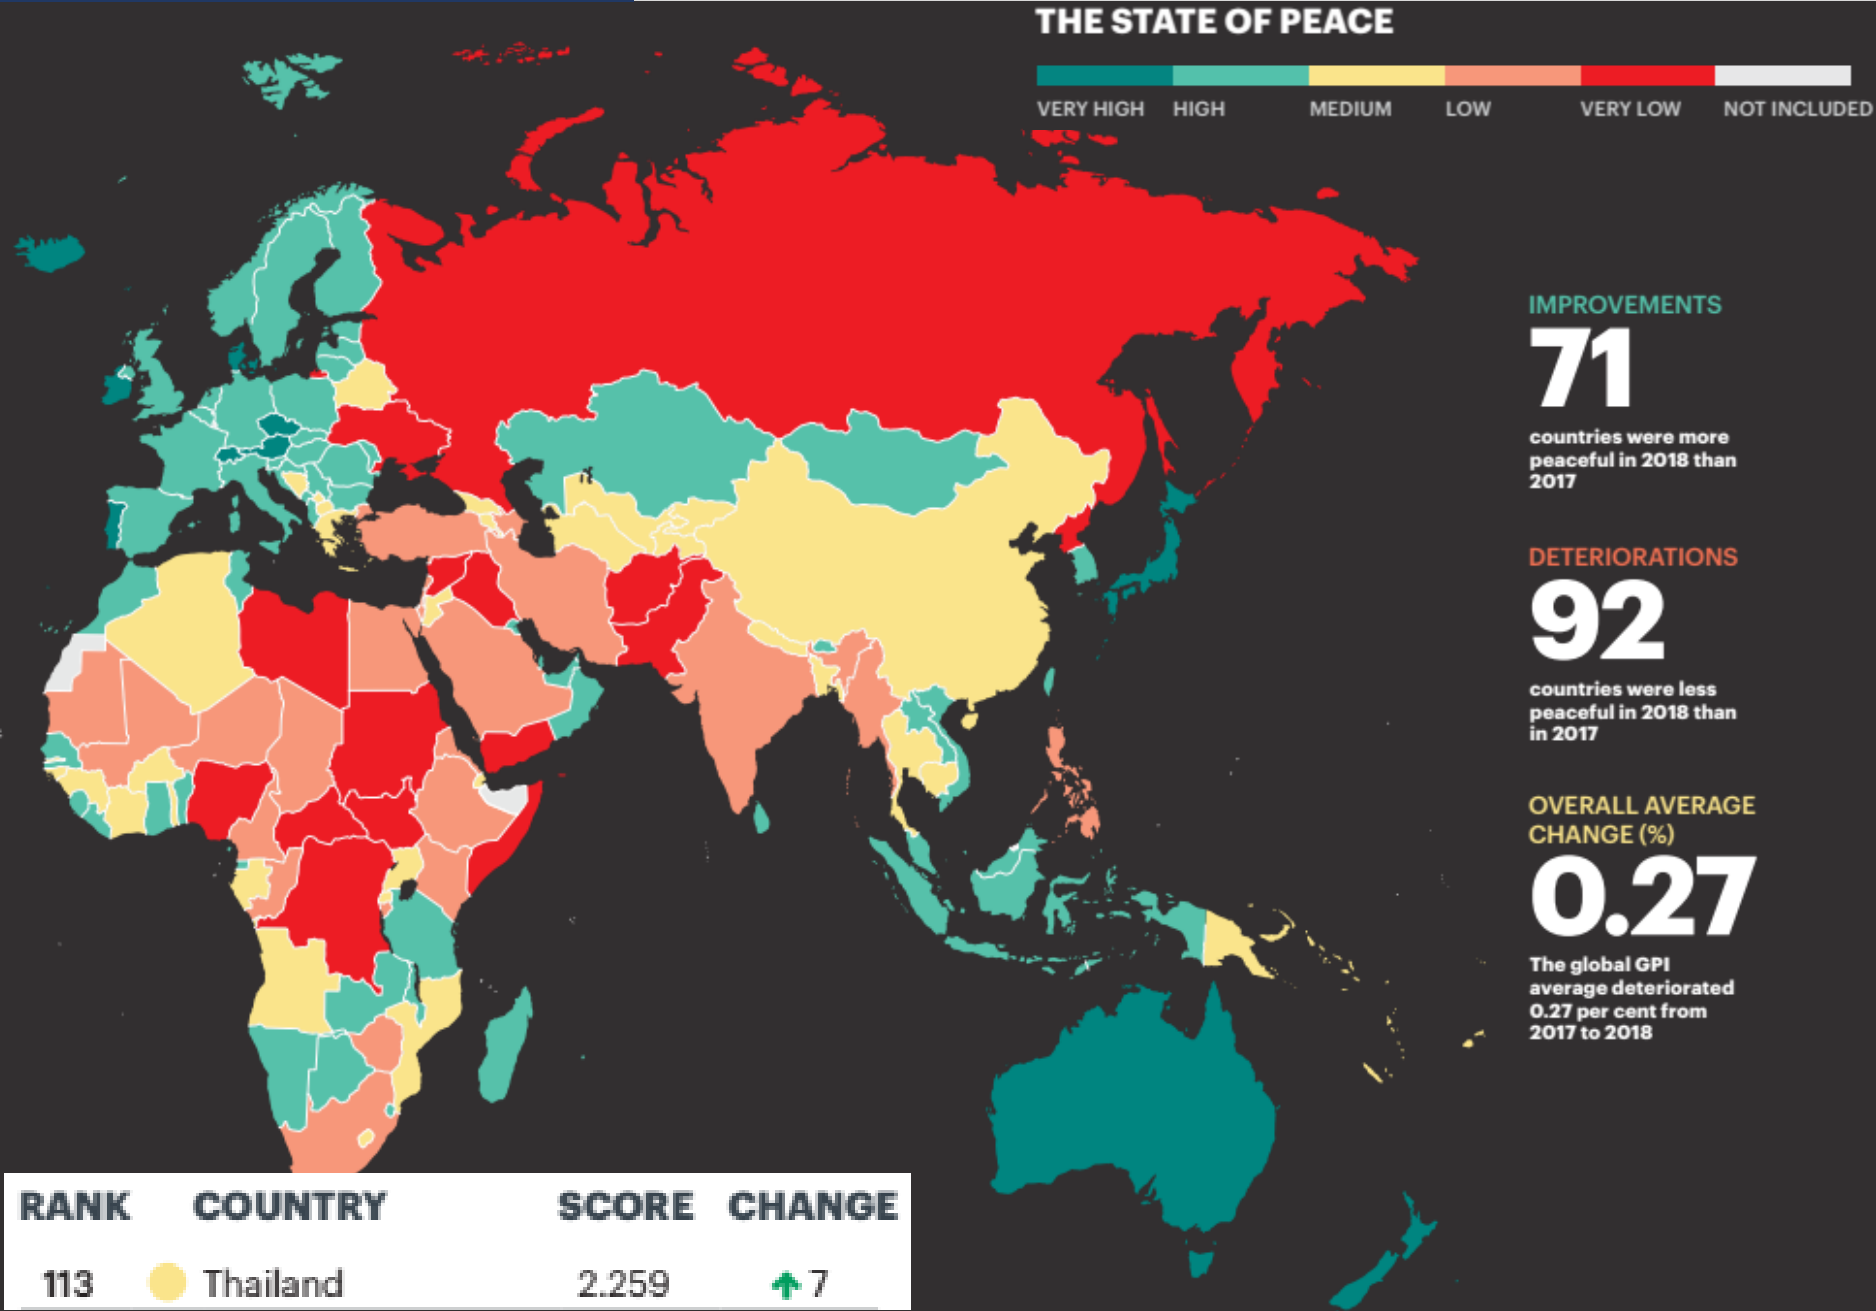 THE STATE OF PEACE
VERY HIGH HIGH MEDIUM LOW VERY LOW NOT INCLUDED
IMPROVEMENTS
71
countries were more
peaceful in 2018 than
2017
DETERIORATIONS
92
countries were less
peaceful in 2018 than
in 2017
OVERALL AVERAGE
CHANGE (%)
0.27
The global GPI
average deteriorated
0.27 per cent from
2017 to 2018
RANK COUNTRY SCORE CHANGE
113 Thailand 2.259 7